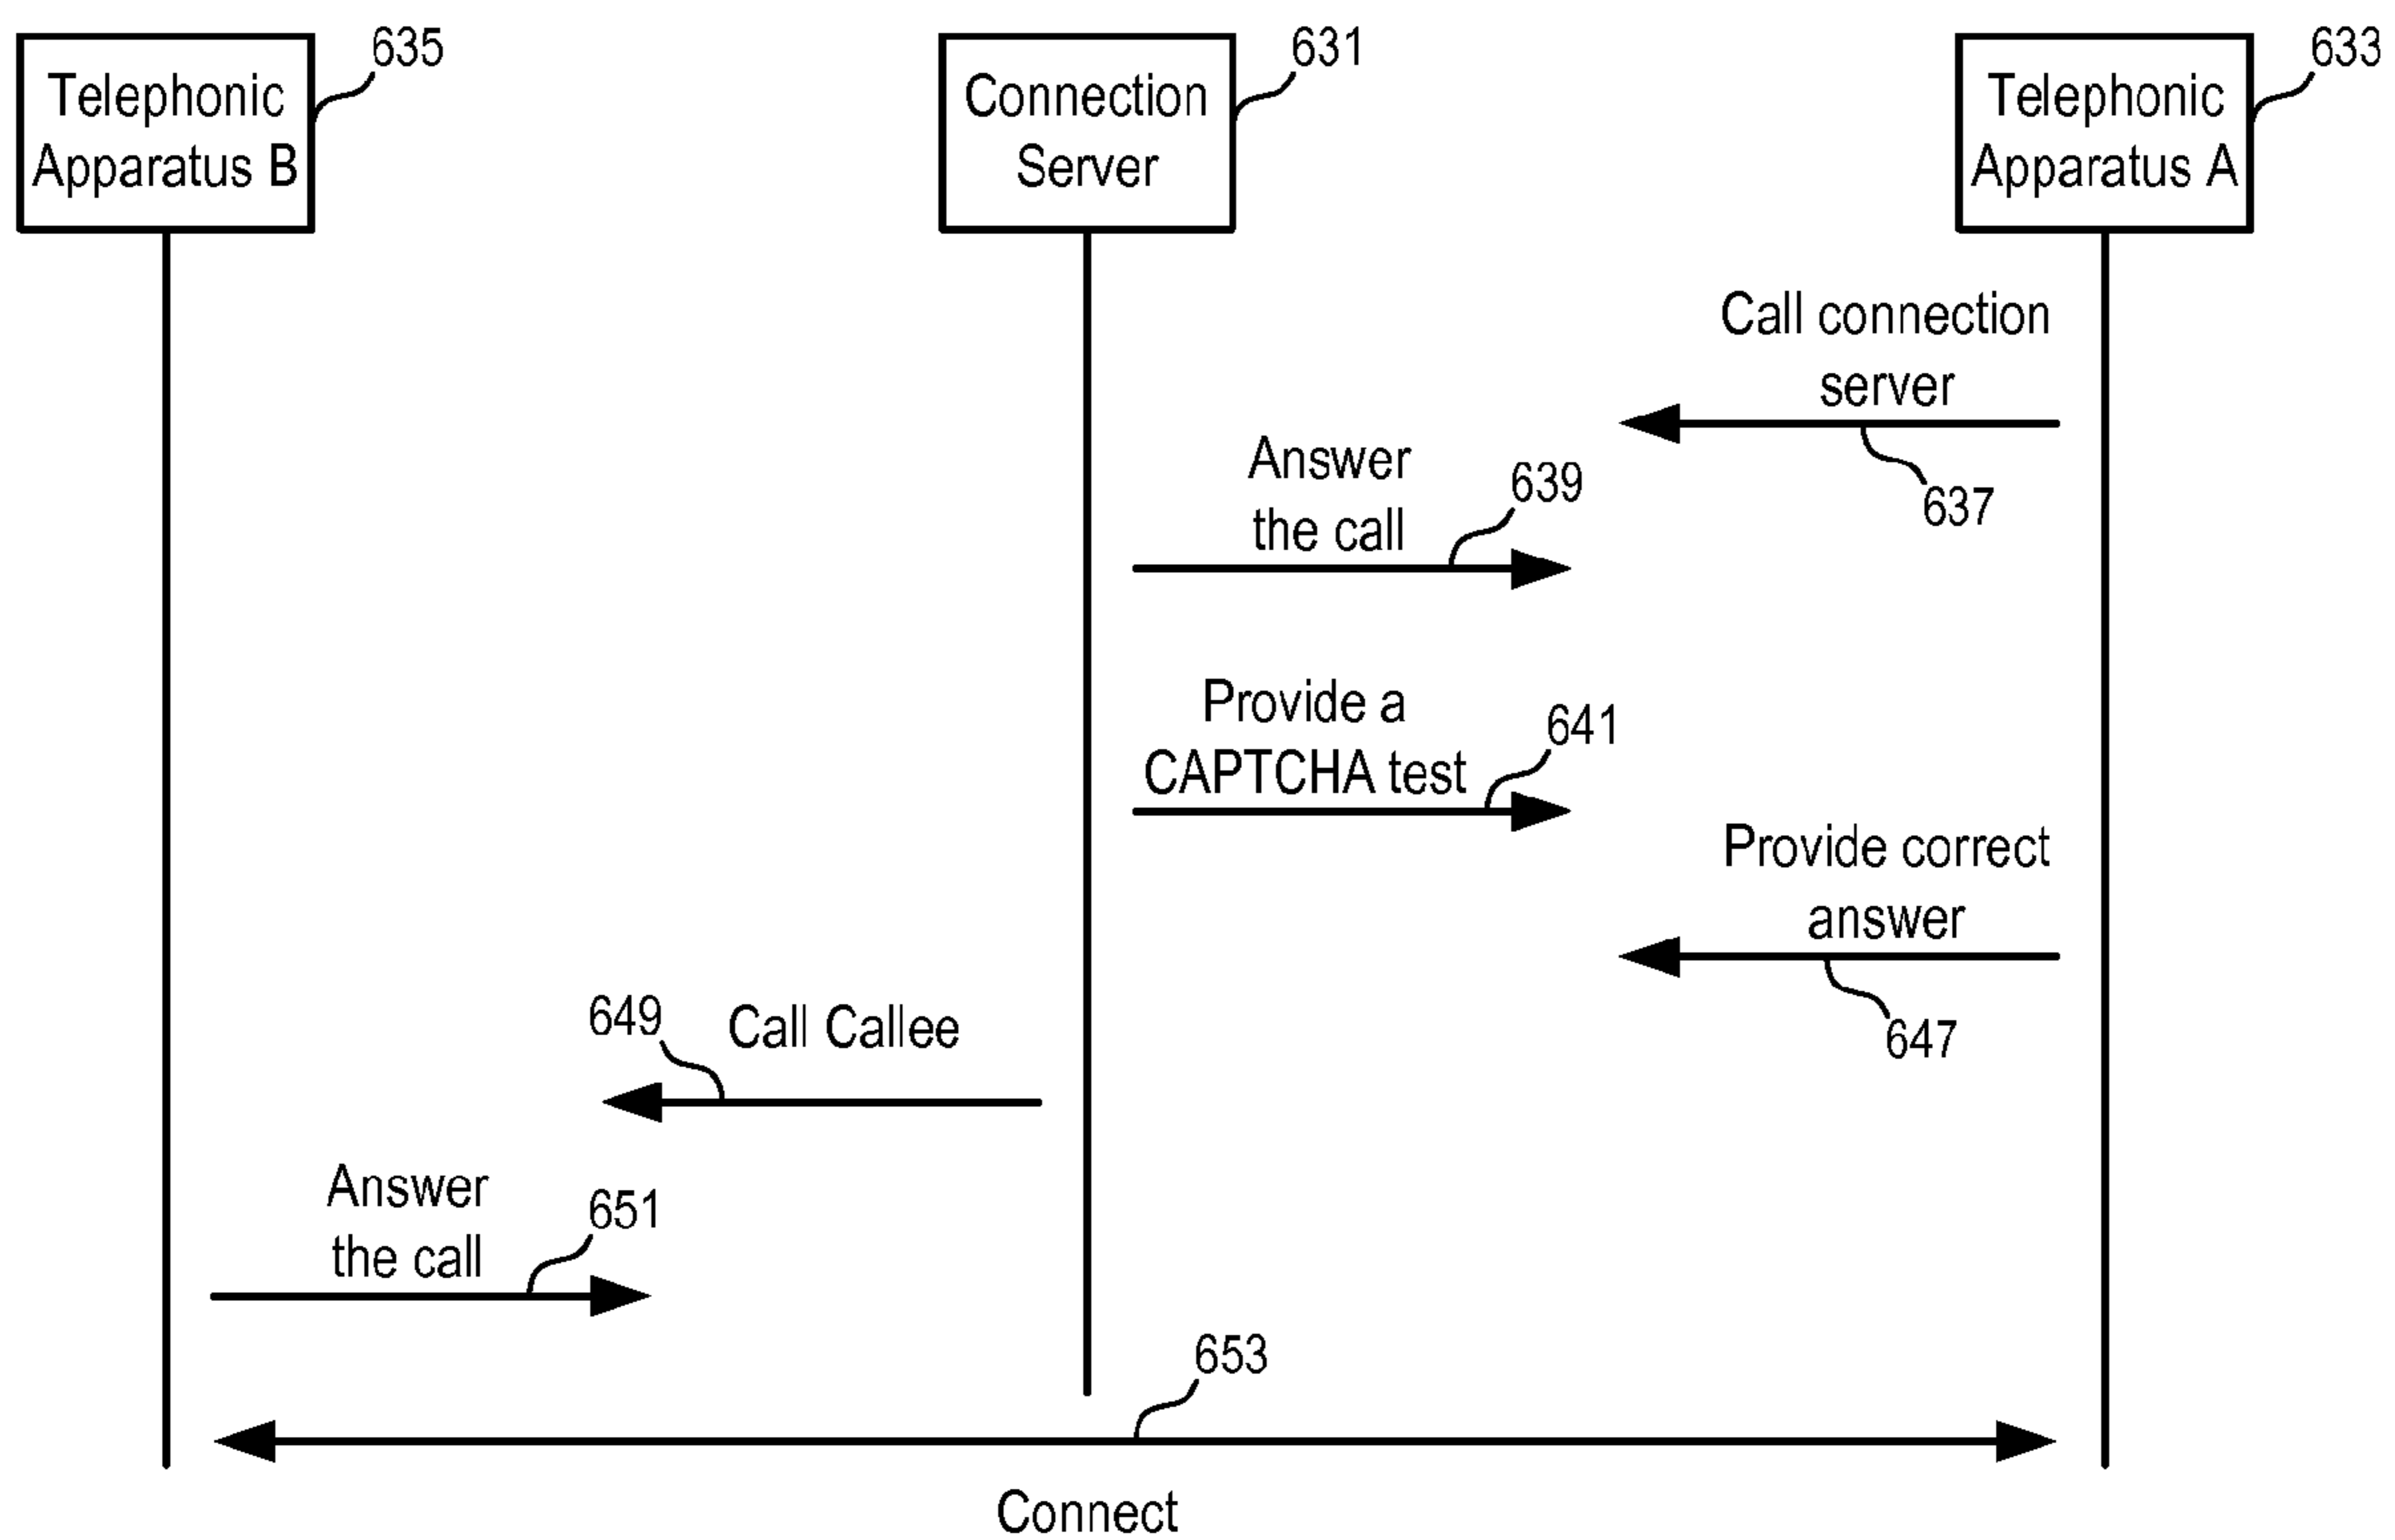 635
Telephonic
Apparatus B
631
Connection
Server
633
Telephonic
Apparatus A
Call connection
server
637
Answer
the call
639
Provide a
CAPTCHA test
641
Provide correct
answer
647
649
Call Callee
Answer
the call
651
653
Connect